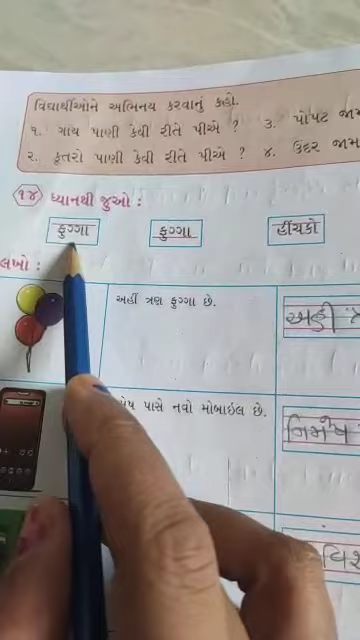 વિદ્યાર્થીઓને અભિનય કરવાનું કહો.
૧. ગાય પાણી કેવી રીતે પીએ ? ૩. પોપટ જામ
૨. કૂતરો પાણી કેવી રીતે પીએ ? ૪. ઉંદર જામ
૧૪ ધ્યાનથી જુઓ :
ફુગ્ગા ફુગ્ગા હીંચકો
લખો :
અહીં ત્રણ ફુગ્ગા છે.
અહીં
પાસે નવો મોબાઈલ છે.
નિમેષ